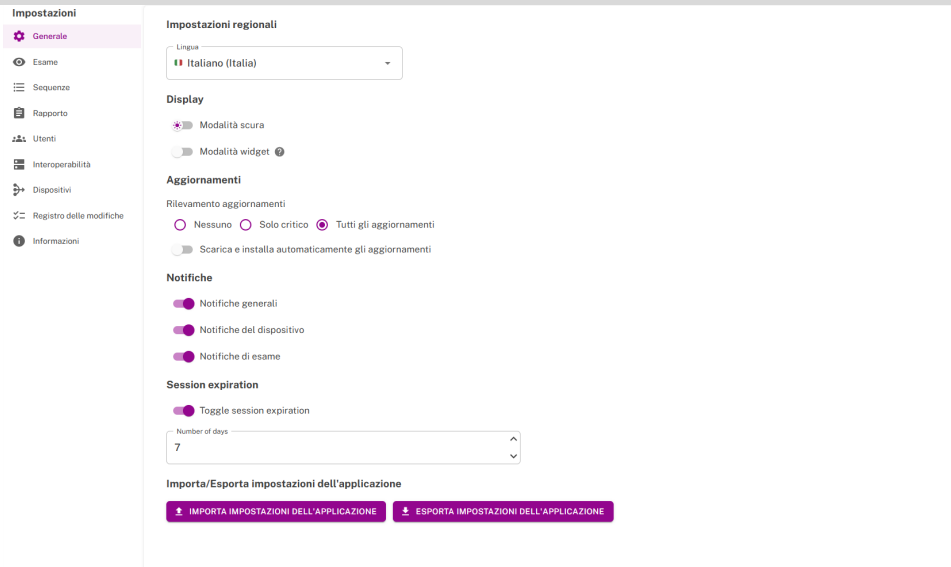 Impostazioni
Generale
Esame
Sequenze
Rapporto
Utenti
Interoperabilità
Dispositivi
Registro delle modifiche
Informazioni
Impostazioni regionali
Lingua
Italiano (Italia)
Display
Modalità scura
Modalità widget
Aggiornamenti
Rilevamento aggiornamenti
Nessuno Solo critico Tutti gli aggiornamenti
Scarica e installa automaticamente gli aggiornamenti
Notifiche
Notifiche generali
Notifiche del dispositivo
Notifiche di esame
Session expiration
Toggle session expiration
Number of days
7
Importa/Esporta impostazioni dell'applicazione
IMPORTA IMPOSTAZIONI DELL'APPLICAZIONE ESPORTA IMPOSTAZIONI DELL'APPLICAZIONE